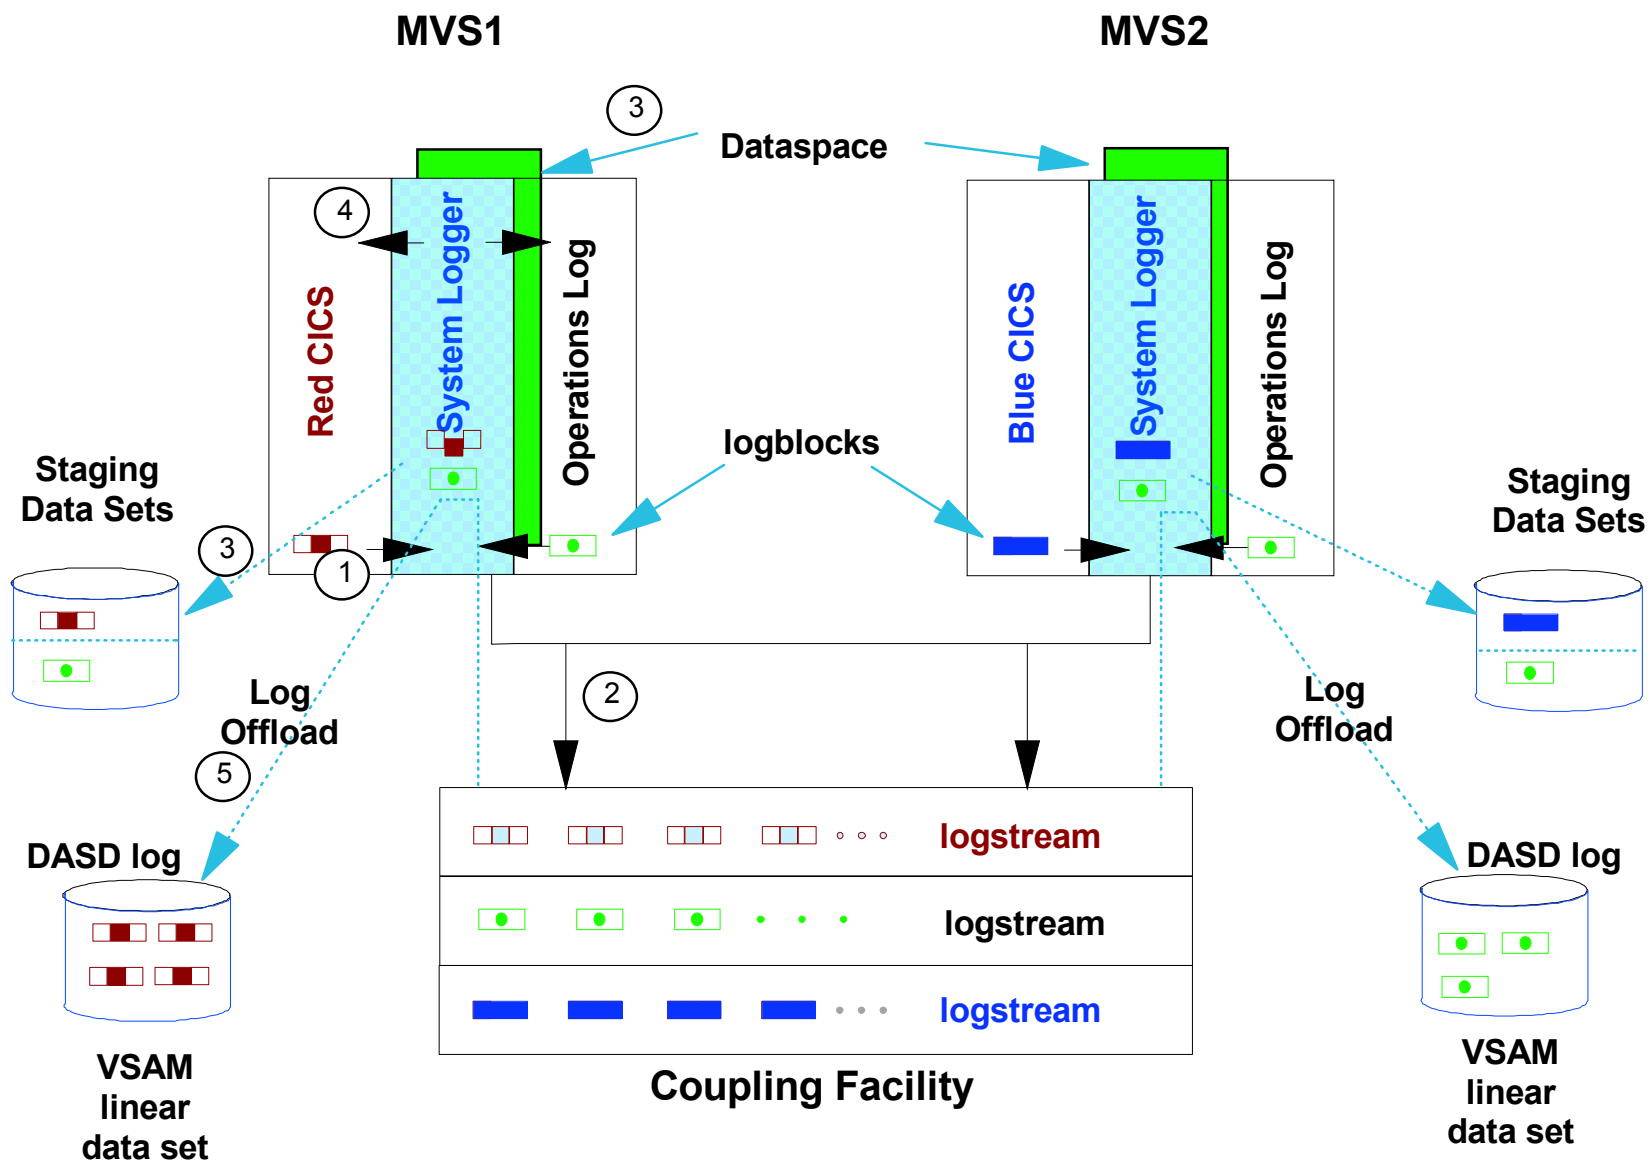 MVS1
MVS2
3
Dataspace
4
Red CICS
System Logger
Operations Log
Blue CICS
System Logger
Operations Log
logblocks
Staging
Data Sets
Staging
Data Sets
3
1
2
Log
Offload
Log
Offload
5
DASD log
DASD log
logstream
logstream
logstream
VSAM
linear
data set
Coupling Facility
VSAM
linear
data set